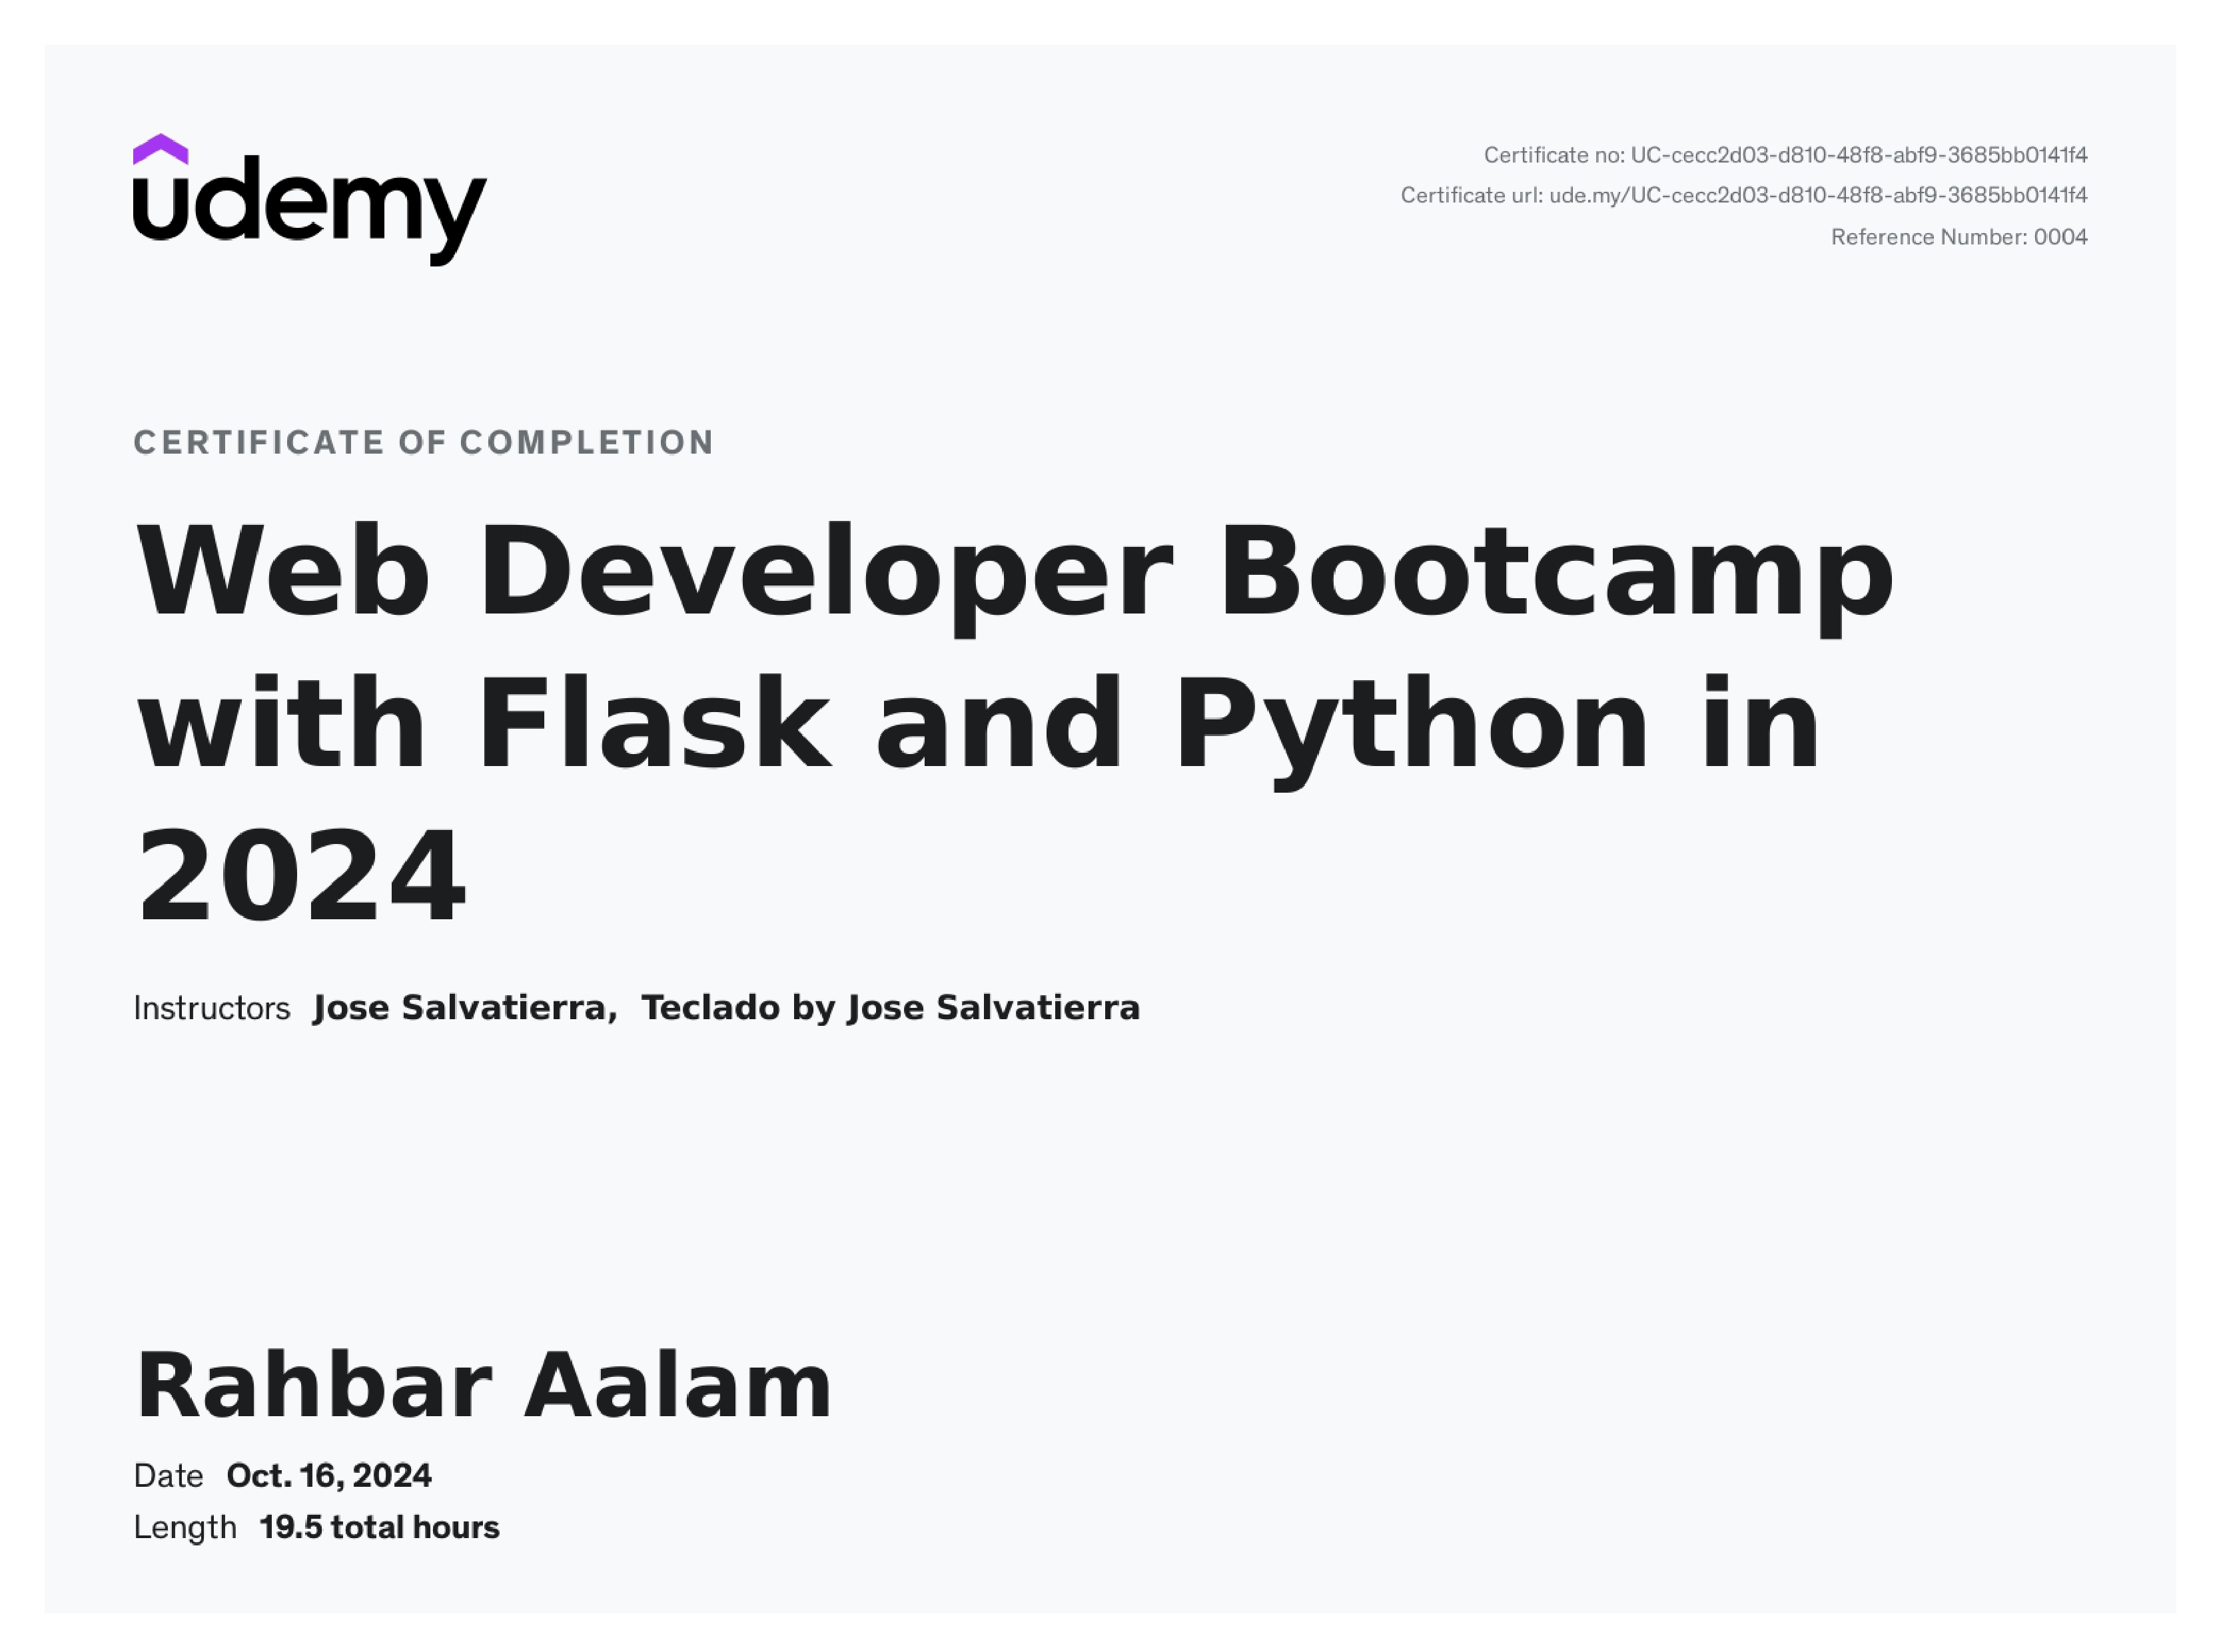 udemy
Certificate no: UC-cecc2d03-d810-48f8-abf9-3685bb0141f4
Certificate url: ude.my/UC-cecc2d03-d810-48f8-abf9-3685bb0141f4
Reference Number: 0004
CERTIFICATE OF COMPLETION
Web Developer Bootcamp
with Flask and Python in
2024
Instructors Jose Salvatierra, Teclado by Jose Salvatierra
Rahbar Aalam
Date Oct. 16, 2024
Length 19.5 total hours